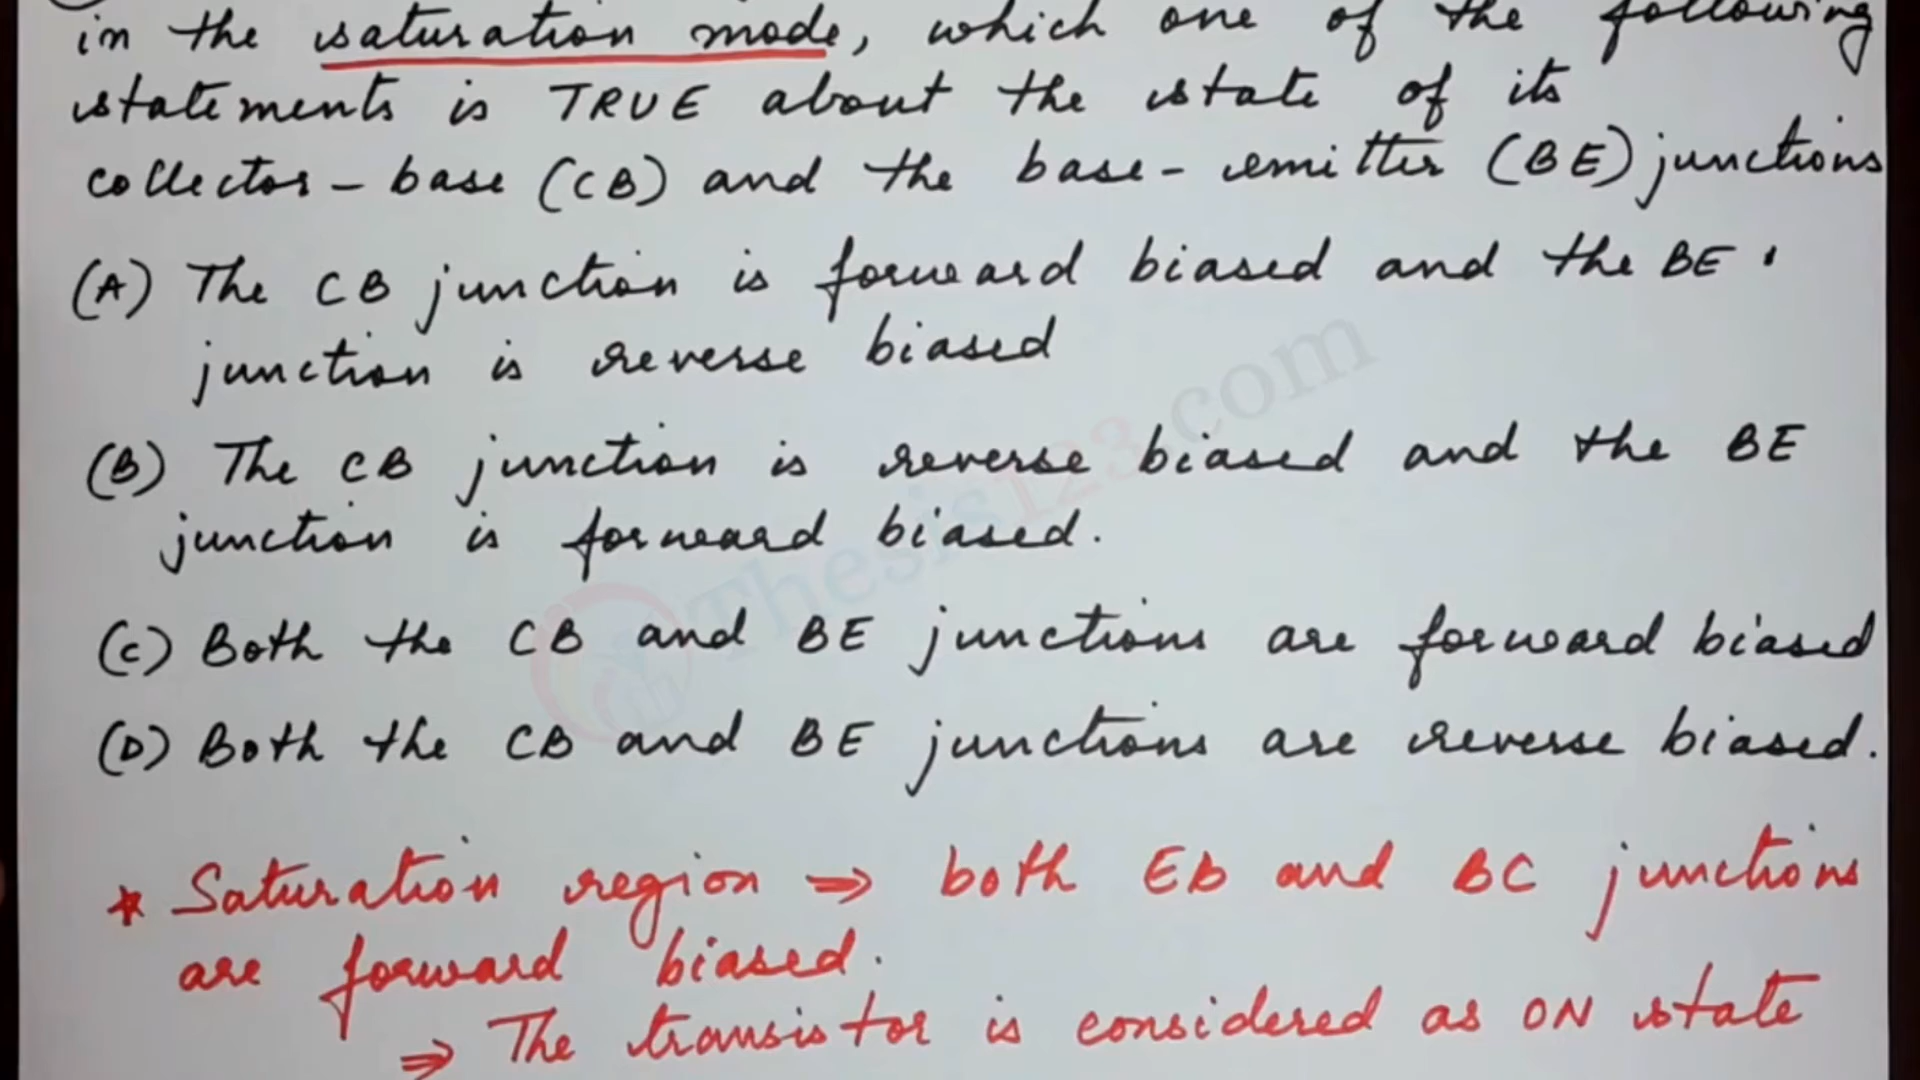 in the saturation mode, which one of the following
statements is TRUE about the state of its
collector-base (CB) and the base-emitter (BE) junctions
(A) The CB junction is forward biased and the BE
junction is reverse biased
(B) The CB junction is reverse biased and the BE
junction is forward biased.
(C) Both the CB and BE junctions are forward biased
(D) Both the CB and BE junctions are reverse biased.
Thesis123.com
* Saturation region ⇒ both EB and BC junctions
are forward biased.
⇒ The transistor is considered as ON state